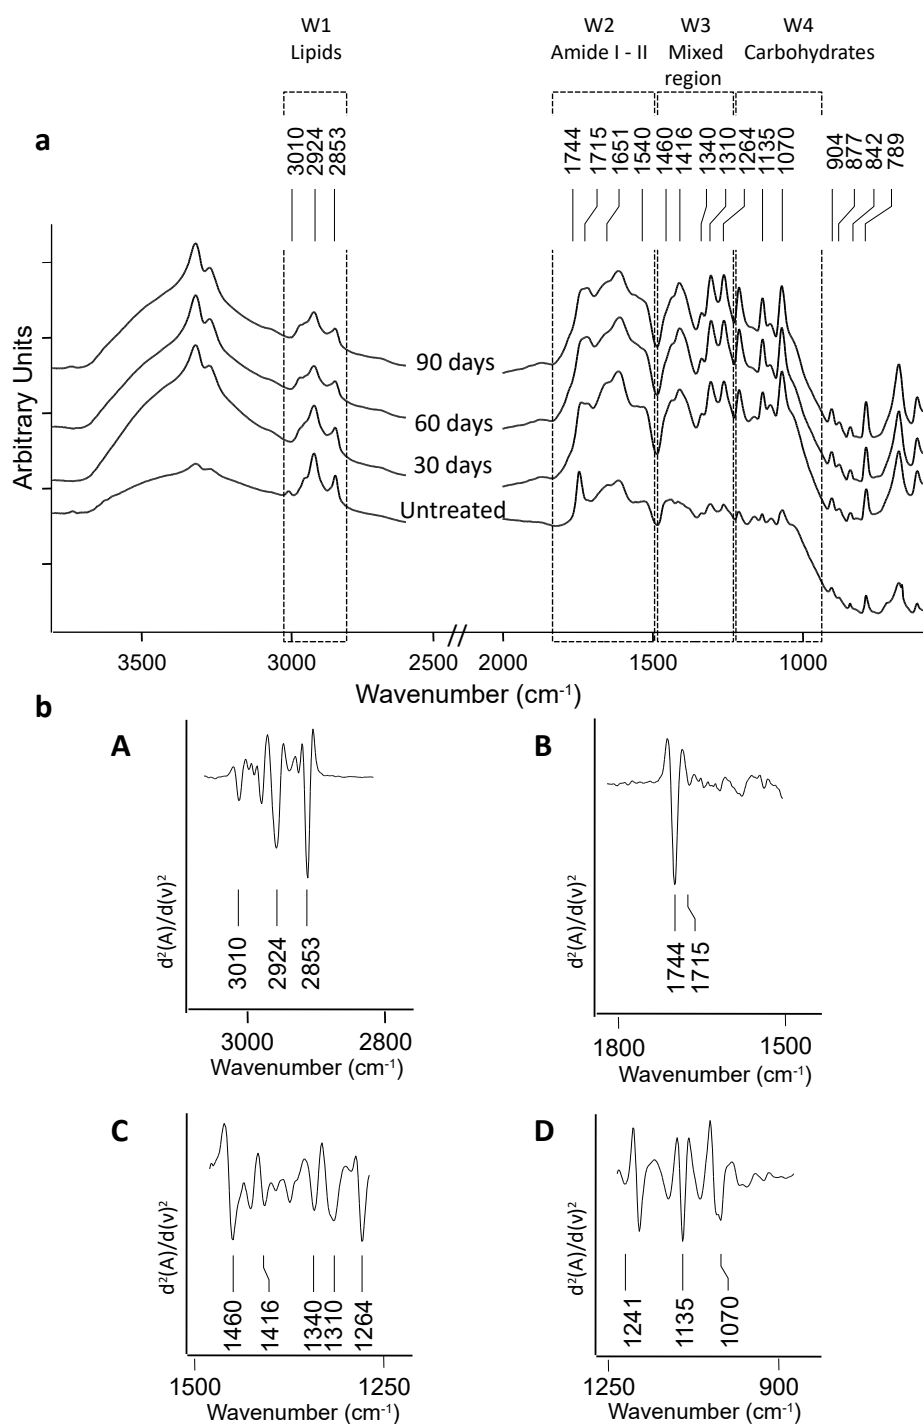 W1
Lipids
W2
Amide I - II
W3
Mixed
region
W4
Carbohydrates
a
3010
2924
2853
1744
1715
1651
1540
1460
1416
1340
1310
1264
1135
1070
904
877
842
789
Arbitrary Units
90 days
60 days
30 days
Untreated
3500
3000
2500
2000
1500
1000
Wavenumber (cm⁻¹)
b
A
d²(A)/d(ν)²
3010
2924
2853
3000
2800
Wavenumber (cm⁻¹)
B
d²(A)/d(ν)²
1744
1715
1800
1500
Wavenumber (cm⁻¹)
C
d²(A)/d(ν)²
1460
1416
1340
1310
1264
1500
1250
Wavenumber (cm⁻¹)
D
d²(A)/d(ν)²
1241
1135
1070
1250
900
Wavenumber (cm⁻¹)